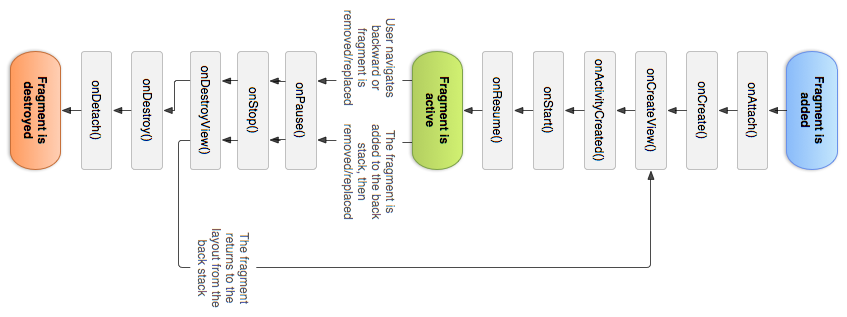 Fragment is
added
onAttach()
onCreate()
onCreateView()
onActivityCreated()
onStart()
onResume()
Fragment is
active
User navigates
backward or
fragment is
removed/replaced
The fragment is
added to the back
stack, then
removed/replaced
onPause()
onStop()
onDestroyView()
The fragment
returns to the
layout from the
back stack
onDestroy()
onDetach()
Fragment is
destroyed